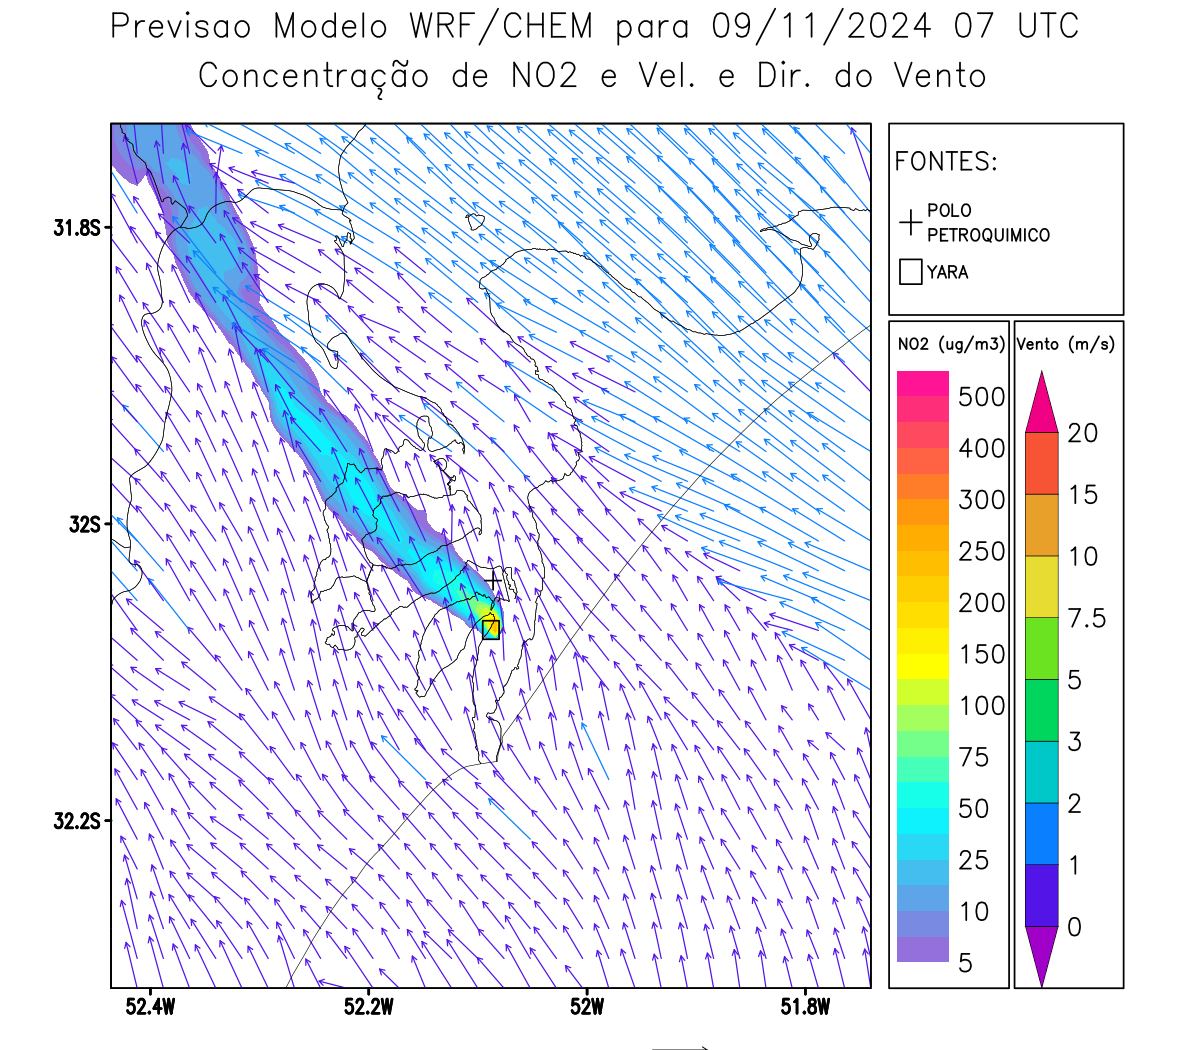 Previsao Modelo WRF/CHEM para 09/11/2024 07 UTC
Concentração de NO2 e Vel. e Dir. do Vento
FONTES:
POLO
PETROQUIMICO
YARA
31.8S
32S
32.2S
52.4W
52.2W
52W
51.8W
NO2 (ug/m3)
500
400
300
250
200
150
100
75
50
25
10
5
Vento (m/s)
20
15
10
7.5
5
3
2
1
0